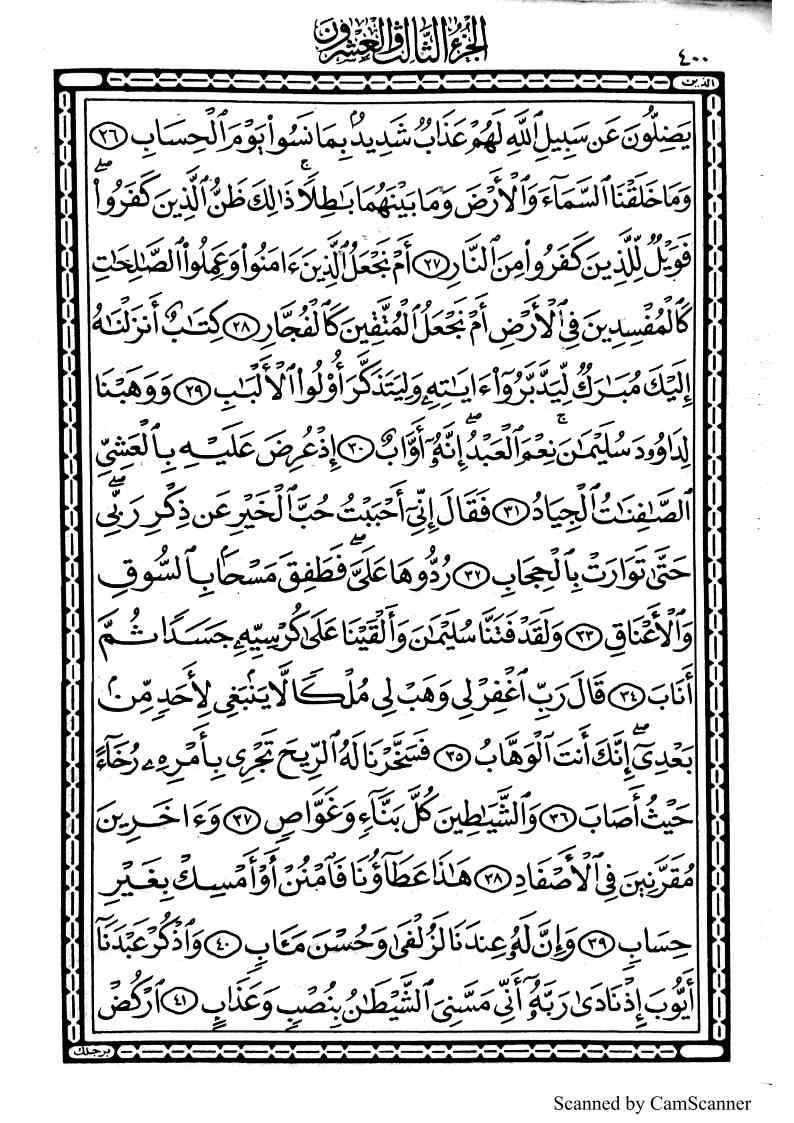 الجزء الثالث والعشرون
٤٠٠
الذين
يَضِلُّونَ عَن سَبِيلِ ٱللَّهِ لَهُمْ عَذَابٌ شَدِيدٌۢ بِمَا نَسُوا۟ يَوْمَ ٱلْحِسَابِ ٢٦
وَمَا خَلَقْنَا ٱلسَّمَآءَ وَٱلْأَرْضَ وَمَا بَيْنَهُمَا بَٰطِلًاۚ ذَٰلِكَ ظَنُّ ٱلَّذِينَ كَفَرُوا۟ۖ
فَوَيْلٌ لِّلَّذِينَ كَفَرُوا۟ مِنَ ٱلنَّارِ ٢٧ أَمْ نَجْعَلُ ٱلَّذِينَ ءَامَنُوا۟ وَعَمِلُوا۟ ٱلصَّٰلِحَٰتِ
كَٱلْمُفْسِدِينَ فِى ٱلْأَرْضِ أَمْ نَجْعَلُ ٱلْمُتَّقِينَ كَٱلْفُجَّارِ ٢٨ كِتَٰبٌ أَنزَلْنَٰهُ
إِلَيْكَ مُبَٰرَكٌ لِّيَدَّبَّرُوٓا۟ ءَايَٰتِهِۦ وَلِيَتَذَكَّرَ أُو۟لُوا۟ ٱلْأَلْبَٰبِ ٢٩ وَوَهَبْنَا
لِدَاوُۥدَ سُلَيْمَٰنَۚ نِعْمَ ٱلْعَبْدُۖ إِنَّهُۥٓ أَوَّابٌ ٣٠ إِذْ عُرِضَ عَلَيْهِ بِٱلْعَشِىِّ
ٱلصَّٰفِنَٰتُ ٱلْجِيَادُ ٣١ فَقَالَ إِنِّىٓ أَحْبَبْتُ حُبَّ ٱلْخَيْرِ عَن ذِكْرِ رَبِّى
حَتَّىٰ تَوَارَتْ بِٱلْحِجَابِ ٣٢ رُدُّوهَا عَلَىَّۖ فَطَفِقَ مَسْحًۢا بِٱلسُّوقِ
وَٱلْأَعْنَاقِ ٣٣ وَلَقَدْ فَتَنَّا سُلَيْمَٰنَ وَأَلْقَيْنَا عَلَىٰ كُرْسِيِّهِۦ جَسَدًا ثُمَّ
أَنَابَ ٣٤ قَالَ رَبِّ ٱغْفِرْ لِى وَهَبْ لِى مُلْكًا لَّا يَنۢبَغِى لِأَحَدٍ مِّنۢ
بَعْدِىٓۖ إِنَّكَ أَنتَ ٱلْوَهَّابُ ٣٥ فَسَخَّرْنَا لَهُ ٱلرِّيحَ تَجْرِى بِأَمْرِهِۦ رُخَآءً
حَيْثُ أَصَابَ ٣٦ وَٱلشَّيَٰطِينَ كُلَّ بَنَّآءٍ وَغَوَّاصٍ ٣٧ وَءَاخَرِينَ
مُقَرَّنِينَ فِى ٱلْأَصْفَادِ ٣٨ هَٰذَا عَطَآؤُنَا فَٱمْنُنْ أَوْ أَمْسِكْ بِغَيْرِ
حِسَابٍ ٣٩ وَإِنَّ لَهُۥ عِندَنَا لَزُلْفَىٰ وَحُسْنَ مَـَٔابٍ ٤٠ وَٱذْكُرْ عَبْدَنَآ
أَيُّوبَ إِذْ نَادَىٰ رَبَّهُۥٓ أَنِّى مَسَّنِىَ ٱلشَّيْطَٰنُ بِنُصْبٍ وَعَذَابٍ ٤١ ٱرْكُضْ
برجلك
Scanned by CamScanner